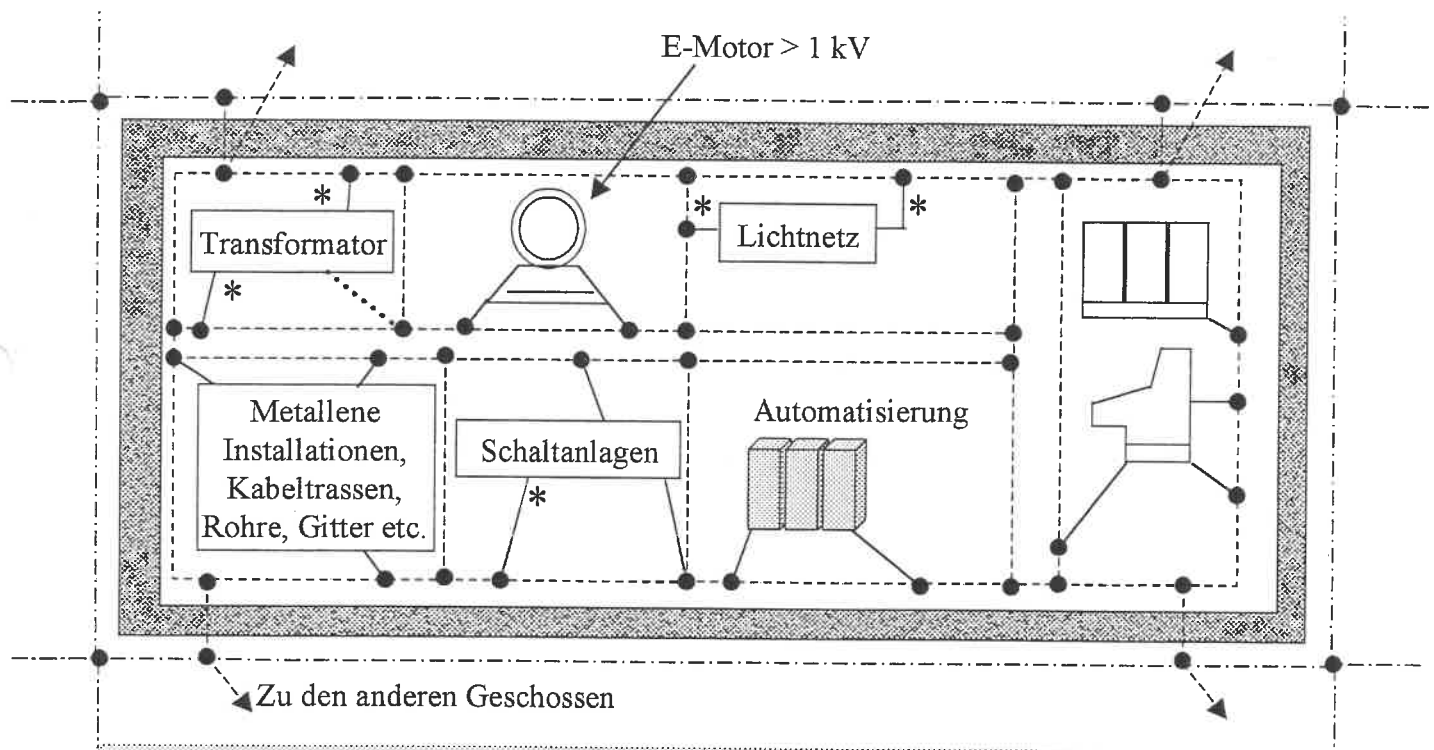 E-Motor > 1 kV
*
Transformator
*
* Lichtnetz *
Metallene
Installationen,
Kabeltrassen,
Rohre, Gitter etc.
Schaltanlagen
*
Automatisierung
Zu den anderen Geschossen